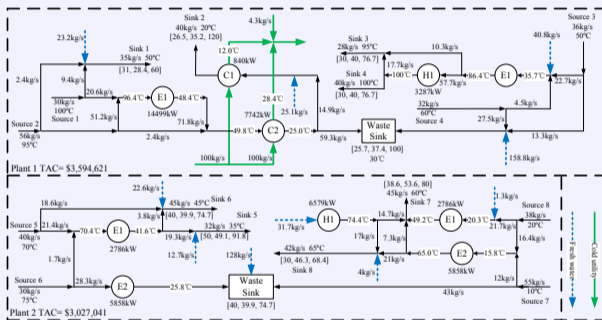 4.3kg/s
Sink 2
40kg/s 20℃
[26.5, 35.2, 120]
12.0℃
C1
840kW
23.2kg/s
Sink 1
35kg/s 50℃
[31, 28.4, 60]
2.4kg/s
9.4kg/s
20.6kg/s
30kg/s
100℃
Source 1
96.4℃
E1
48.4℃
14499kW
51.2kg/s
71.8kg/s
Source 2
56kg/s
95℃
2.4kg/s
49.8℃
C2
7742kW
28.4℃
25.0℃
25.1kg/s
14.9kg/s
59.3kg/s
100kg/s
100kg/s
Waste
Sink
[25.7, 37.4, 100]
30℃
Sink 3
28kg/s 95℃
[30, 40, 76.7]
17.7kg/s
10.3kg/s
100℃
H1
3287kW
57.7kg/s
86.4℃
E1
35.7℃
Sink 4
40kg/s 100℃
[30, 40, 76.7]
32kg/s
60℃
Source 4
4.5kg/s
27.5kg/s
40.8kg/s
22.7kg/s
Source 3
36kg/s
50℃
13.3kg/s
158.8kg/s
Plant 1 TAC= $3,594,621
22.6kg/s
18.6kg/s
45kg/s 45℃
Sink 6
[40, 39.9, 74.7]
3.8kg/s
Source 5
21.4kg/s
40kg/s
70℃
70.4℃
E1
41.6℃
2786kW
19.3kg/s
32kg/s 35℃
Sink 5
[50, 49.1, 91.8]
12.7kg/s
1.7kg/s
Source 6
30kg/s
75℃
28.3kg/s
E2
5858kW
25.8℃
128kg/s
Waste
Sink
[40, 39.9, 74.7]
Plant 2 TAC= $3,027,041
[38.6, 53.6, 80]
45kg/s 60℃
Sink 7
6579kW
H1
31.7kg/s
74.4℃
14.7kg/s
49.2℃
E1
2786kW
20.3℃
21.7kg/s
Source 8
38kg/s
20℃
16.4kg/s
17kg/s
7.3kg/s
42kg/s 65℃
[30, 46.3, 68.4]
Sink 8
4kg/s
21kg/s
65.0℃
E2
5858kW
15.8℃
12kg/s
55kg/s
10℃
Source 7
43kg/s
Fresh water
Cold utility